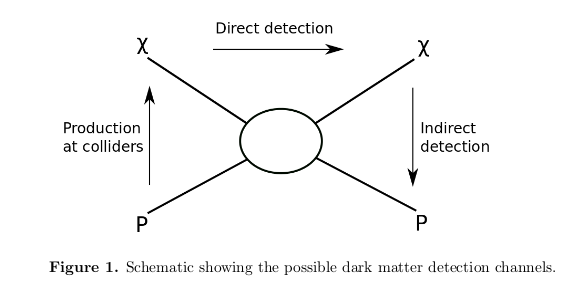 Direct detection
χ
χ
Production
at colliders
Indirect
detection
P
P
Figure 1. Schematic showing the possible dark matter detection channels.